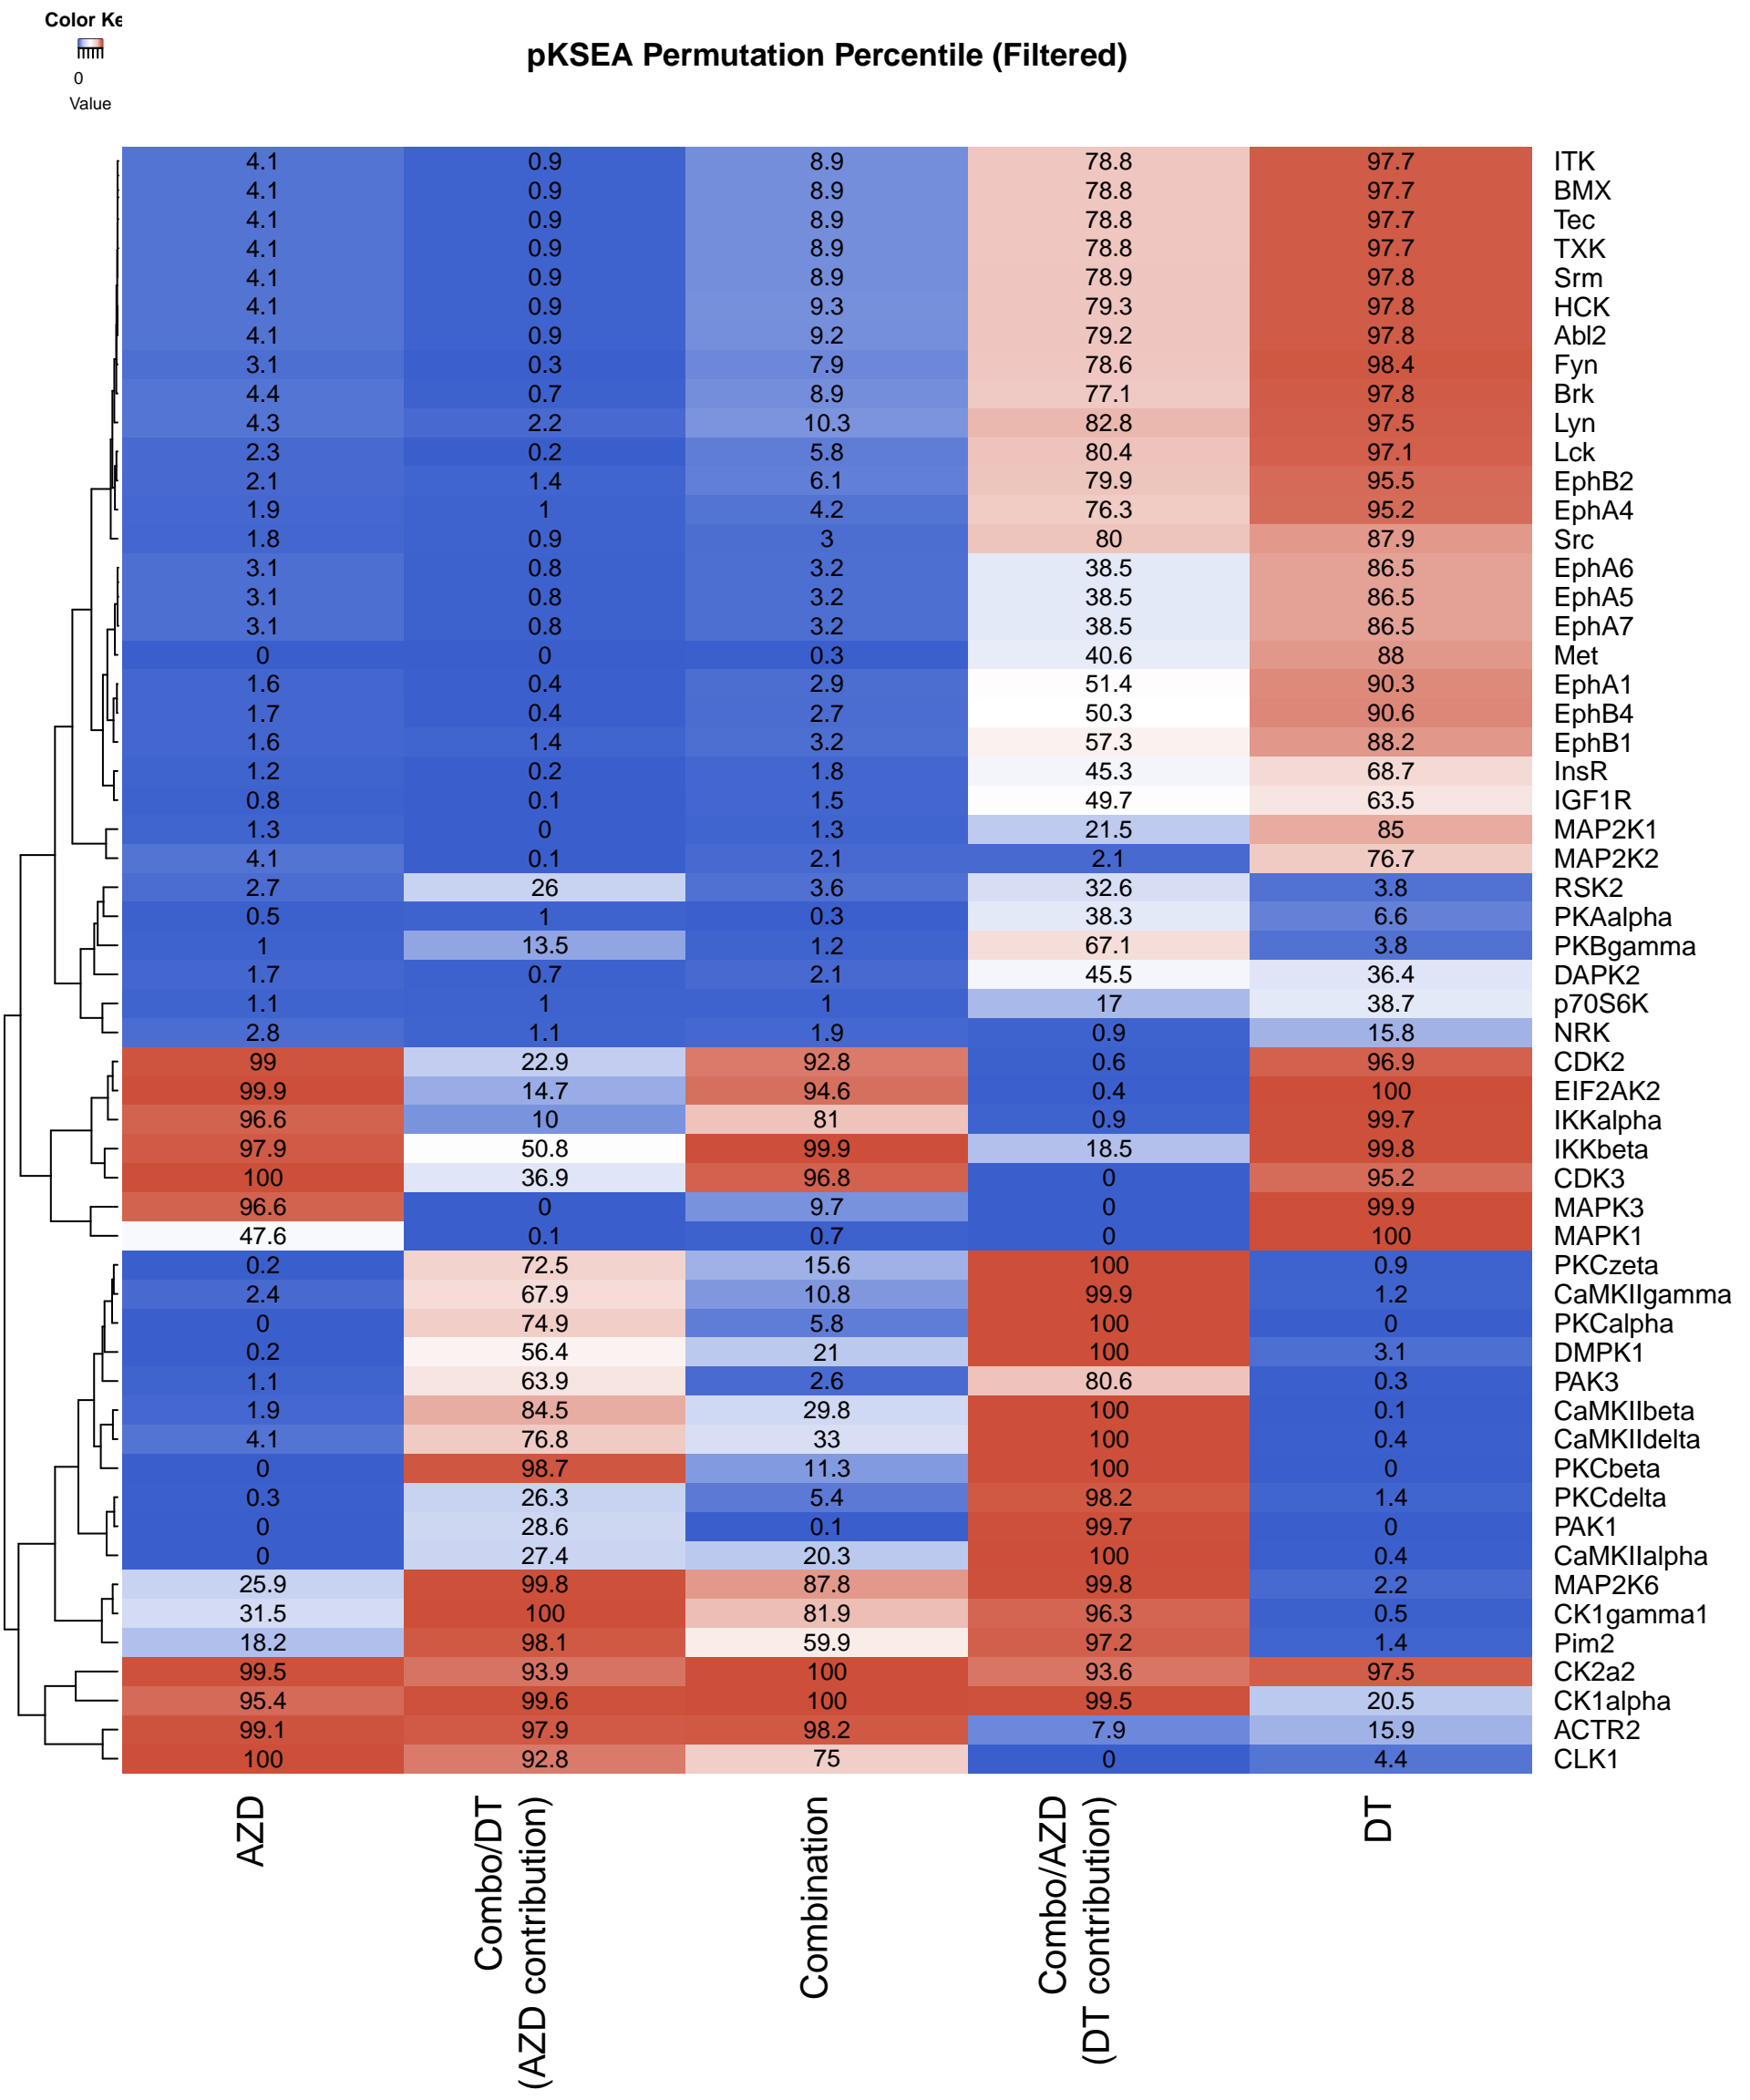 Color Ke
0
Value
pKSEA Permutation Percentile (Filtered)
4.1 0.9 8.9 78.8 97.7 ITK
4.1 0.9 8.9 78.8 97.7 BMX
4.1 0.9 8.9 78.8 97.7 Tec
4.1 0.9 8.9 78.8 97.7 TXK
4.1 0.9 8.9 78.9 97.8 Srm
4.1 0.9 9.3 79.3 97.8 HCK
4.1 0.9 9.2 79.2 97.8 Abl2
3.1 0.3 7.9 78.6 98.4 Fyn
4.4 0.7 8.9 77.1 97.8 Brk
4.3 2.2 10.3 82.8 97.5 Lyn
2.3 0.2 5.8 80.4 97.1 Lck
2.1 1.4 6.1 79.9 95.5 EphB2
1.9 1 4.2 76.3 95.2 EphA4
1.8 0.9 3 80 87.9 Src
3.1 0.8 3.2 38.5 86.5 EphA6
3.1 0.8 3.2 38.5 86.5 EphA5
3.1 0.8 3.2 38.5 86.5 EphA7
0 0 0.3 40.6 88 Met
1.6 0.4 2.9 51.4 90.3 EphA1
1.7 0.4 2.7 50.3 90.6 EphB4
1.6 1.4 3.2 57.3 88.2 EphB1
1.2 0.2 1.8 45.3 68.7 InsR
0.8 0.1 1.5 49.7 63.5 IGF1R
1.3 0 1.3 21.5 85 MAP2K1
4.1 0.1 2.1 2.1 76.7 MAP2K2
2.7 26 3.6 32.6 3.8 RSK2
0.5 1 0.3 38.3 6.6 PKAalpha
1 13.5 1.2 67.1 3.8 PKBgamma
1.7 0.7 2.1 45.5 36.4 DAPK2
1.1 1 1 17 38.7 p70S6K
2.8 1.1 1.9 0.9 15.8 NRK
99 22.9 92.8 0.6 96.9 CDK2
99.9 14.7 94.6 0.4 100 EIF2AK2
96.6 10 81 0.9 99.7 IKKalpha
97.9 50.8 99.9 18.5 99.8 IKKbeta
100 36.9 96.8 0 95.2 CDK3
96.6 0 9.7 0 99.9 MAPK3
47.6 0.1 0.7 0 100 MAPK1
0.2 72.5 15.6 100 0.9 PKCzeta
2.4 67.9 10.8 99.9 1.2 CaMKIIgamma
0 74.9 5.8 100 0 PKCalpha
0.2 56.4 21 100 3.1 DMPK1
1.1 63.9 2.6 80.6 0.3 PAK3
1.9 84.5 29.8 100 0.1 CaMKIIbeta
4.1 76.8 33 100 0.4 CaMKIIdelta
0 98.7 11.3 100 0 PKCbeta
0.3 26.3 5.4 98.2 1.4 PKCdelta
0 28.6 0.1 99.7 0 PAK1
0 27.4 20.3 100 0.4 CaMKIIalpha
25.9 99.8 87.8 99.8 2.2 MAP2K6
31.5 100 81.9 96.3 0.5 CK1gamma1
18.2 98.1 59.9 97.2 1.4 Pim2
99.5 93.9 100 93.6 97.5 CK2a2
95.4 99.6 100 99.5 20.5 CK1alpha
99.1 97.9 98.2 7.9 15.9 ACTR2
100 92.8 75 0 4.4 CLK1
AZD
Combo/DT
(AZD contribution)
Combination
Combo/AZD
(DT contribution)
DT